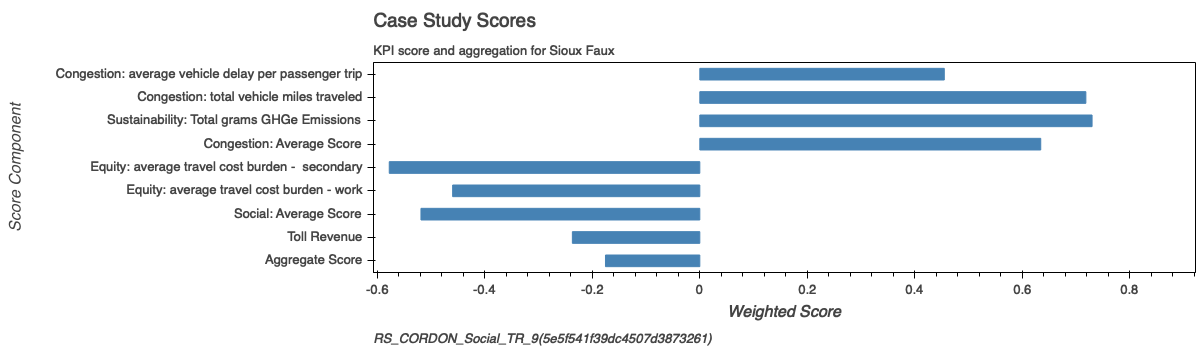 Case Study Scores
KPI score and aggregation for Sioux Faux
Score Component
Congestion: average vehicle delay per passenger trip
Congestion: total vehicle miles traveled
Sustainability: Total grams GHGe Emissions
Congestion: Average Score
Equity: average travel cost burden -  secondary
Equity: average travel cost burden - work
Social: Average Score
Toll Revenue
Aggregate Score
-0.6 -0.4 -0.2 0 0.2 0.4 0.6 0.8
Weighted Score
RS_CORDON_Social_TR_9(5e5f541f39dc4507d3873261)